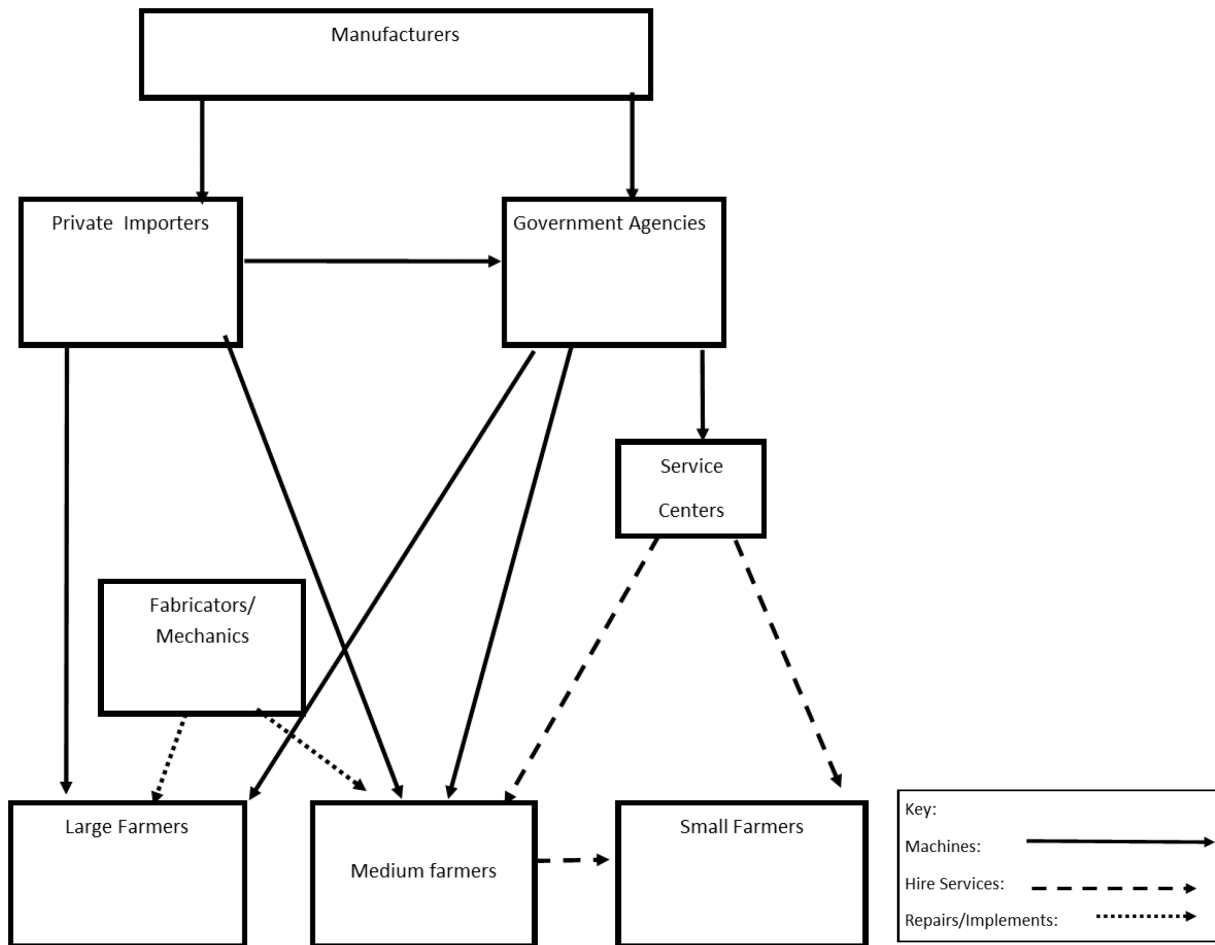 Manufacturers
Private  Importers
Government Agencies
Service
Centers
Fabricators/
Mechanics
Large Farmers
Medium farmers
Small Farmers
Key:
Machines:
Hire Services:
Repairs/Implements: